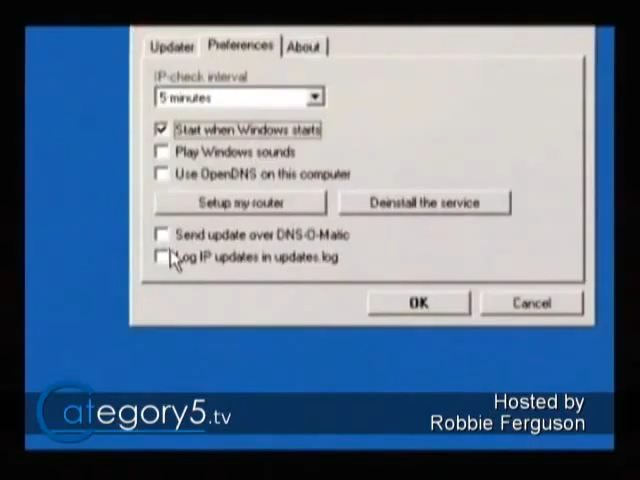 Updater Preferences About
IP-check interval
5 minutes
Start when Windows starts
Play Windows sounds
Use OpenDNS on this computer
Setup my router Deinstall the service
Send update over DNS-O-Matic
Log IP updates in updates.log
OK Cancel
Category5.tv
Hosted by
Robbie Ferguson